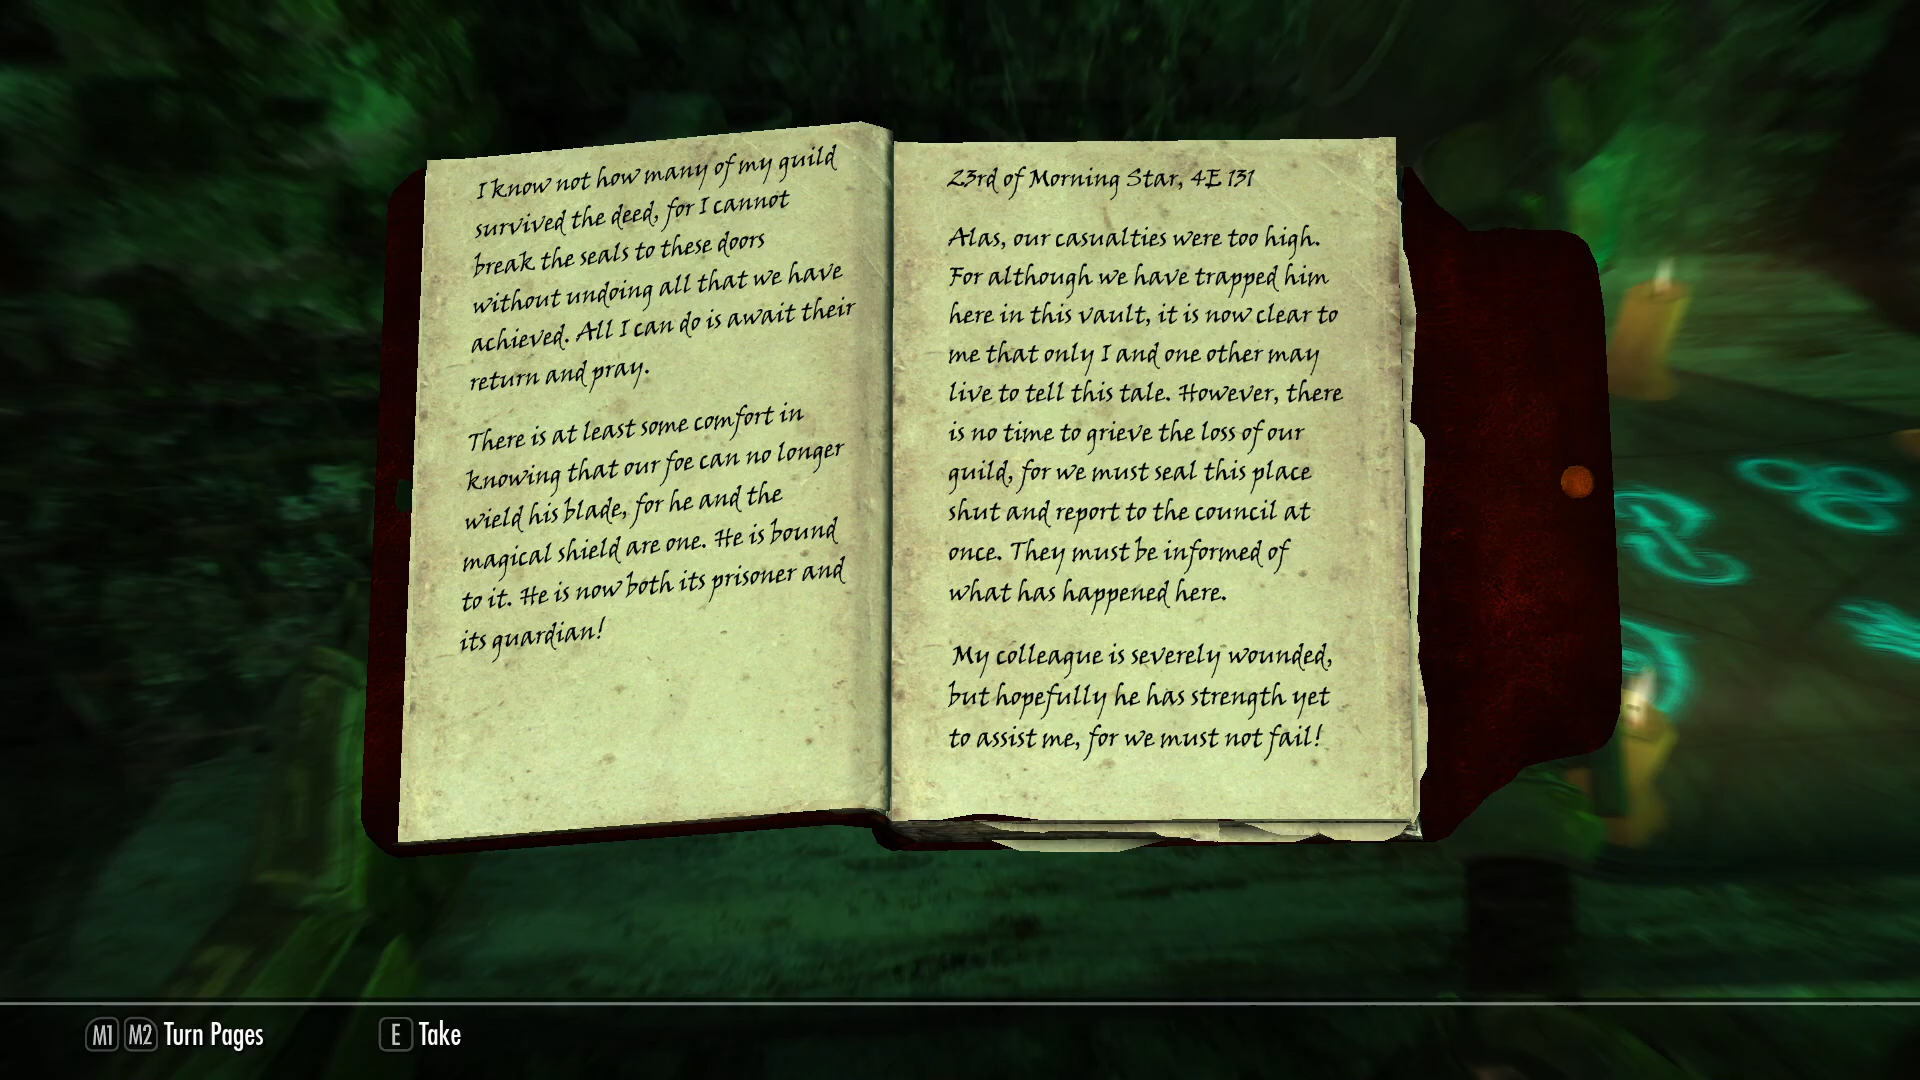 I know not how many of my guild
survived the deed, for I cannot
break the seals to these doors
without undoing all that we have
achieved. All I can do is await their
return and pray.
There is at least some comfort in
knowing that our foe can no longer
wield his blade, for he and the
magical shield are one. He is bound
to it. He is now both its prisoner and
its guardian!
23rd of Morning Star, 4E 131
Alas, our casualties were too high.
For although we have trapped him
here in this vault, it is now clear to
me that only I and one other may
live to tell this tale. However, there
is no time to grieve the loss of our
guild, for we must seal this place
shut and report to the council at
once. They must be informed of
what has happened here.
My colleague is severely wounded,
but hopefully he has strength yet
to assist me, for we must not fail!
M1 M2 Turn Pages E Take